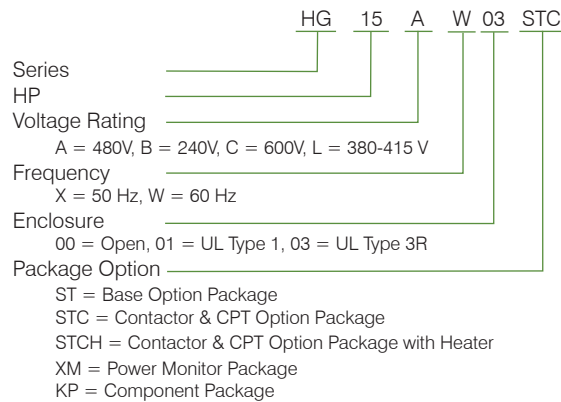 HG 15 A W 03 STC
Series
HP
Voltage Rating
A = 480V, B = 240V, C = 600V, L = 380-415 V
Frequency
X = 50 Hz, W = 60 Hz
Enclosure
00 = Open, 01 = UL Type 1, 03 = UL Type 3R
Package Option
ST = Base Option Package
STC = Contactor & CPT Option Package
STCH = Contactor & CPT Option Package with Heater
XM = Power Monitor Package
KP = Component Package